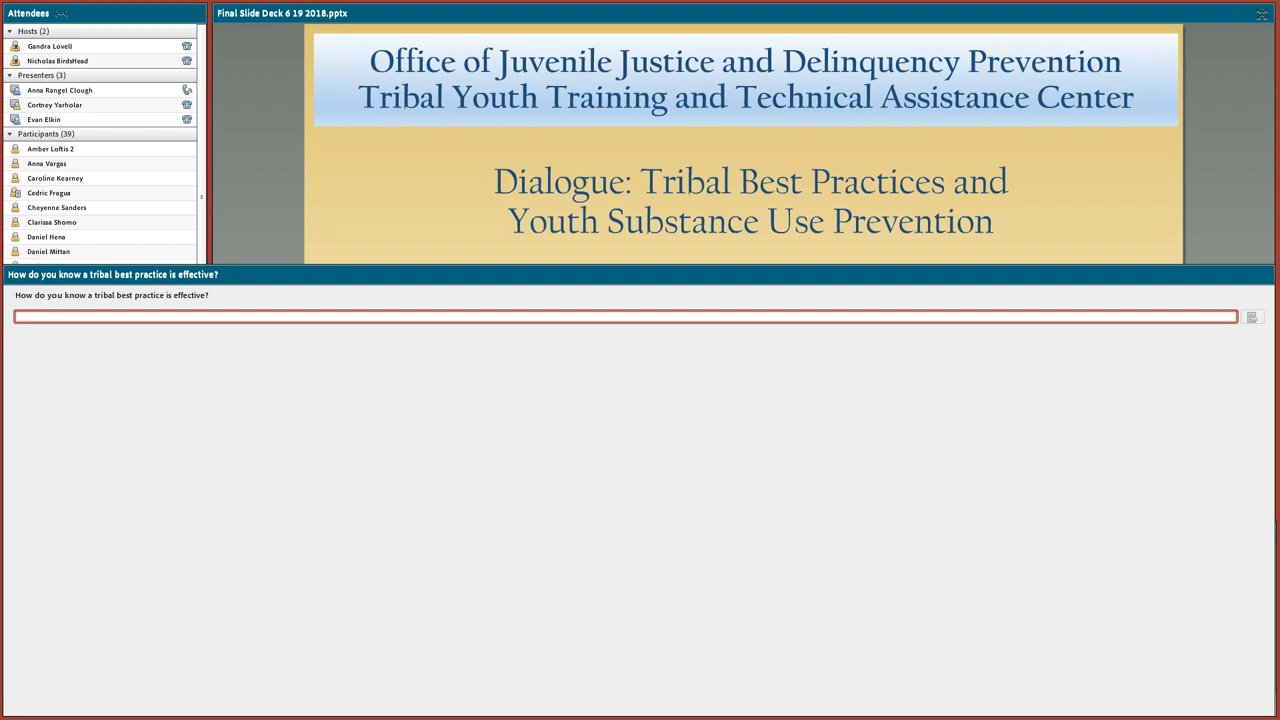 Attendees
Final Slide Deck 6 19 2018.pptx
Hosts (2)
Gandra Lovell
Nicholas BirdsHead
Presenters (3)
Anna Rangel Clough
Cortney Yarholar
Evan Elkin
Participants (39)
Amber Loftis 2
Anna Vargas
Caroline Kearney
Cedric Fragua
Cheyenne Sanders
Clarissa Shomo
Daniel Hena
Daniel Mittan
Office of Juvenile Justice and Delinquency Prevention
Tribal Youth Training and Technical Assistance Center
Dialogue: Tribal Best Practices and
Youth Substance Use Prevention
How do you know a tribal best practice is effective?
How do you know a tribal best practice is effective?